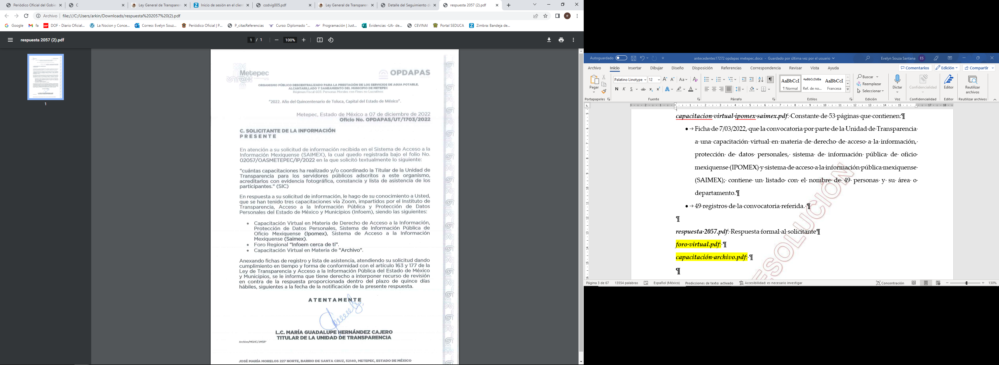 Periódico Oficial del Gobie
C
Ley General de Transparen
Inicio de sesión en el client
codvig005.pdf
Ley General de Transparen
Detalle del Seguimiento d
respuesta 2057 (2).pdf
Archivo
file:///C:/Users/arkin/Downloads/respuesta%202057%20(2).pdf
e
Google
fa
DOF - Diario Oficial...
La Nocion y Conce...
Correo: Evelyn Souz...
Periódico Oficial | P...
P_citasReferencias
Curso: Diplomado "...
Programación | Just...
Evidencias -UA- de...
CEVINAI
Portal SEDUCA
Zimbra: Bandeja de...
respuesta 2057 (2).pdf
1 / 1
100%
1
Metepec
OPDAPAS
ORGANISMO PÚBLICO DESCENTRALIZADO PARA LA PRESTACIÓN DE LOS SERVICIOS DE AGUA POTABLE,
ALCANTARILLADO Y SANEAMIENTO DEL MUNICIPIO DE METEPEC
Régimen Fiscal 603: Personas Morales con Fines no Lucrativos
"2022. Año del Quincentenario de Toluca, Capital del Estado de México".
Metepec, Estado de México a 07 de diciembre de 2022
Oficio No. OPDAPAS/UT/1703/2022
C. SOLICITANTE DE LA INFORMACIÓN
P R E S E N T E
En atención a su solicitud de información recibida en el Sistema de Acceso a la
Información Mexiquense (SAIMEX), la cual quedo registrada bajo el folio No.
02057/OASMETEPEC/IP/2022 en la que solicitó textualmente lo siguiente:
"cuántas capacitaciones ha realizado y/o coordinado la Titular de la Unidad de
Transparencia para los servidores públicos adscritos a este organismo,
acreditarlos con evidencia fotográfica, constancia y lista de asistencia de los
participantes." (SIC)
En respuesta a su solicitud de información, le hago de su conocimiento a Usted,
que se han tenido tres capacitaciones vía Zoom, impartidos por el Instituto de
Transparencia, Acceso a la Información Pública y Protección de Datos
Personales del Estado de México y Municipios (Infoem), siendo las siguientes:
• Capacitación Virtual en Materia de Derecho de Acceso a la Información,
Protección de Datos Personales, Sistema de Información Pública de
Oficio Mexiquense (Ipomex), Sistema de Acceso a la Información
Mexiquense (Saimex).
• Foro Regional "Infoem cerca de ti".
• Capacitación Virtual en Materia de "Archivo".
Anexando fichas de registro y lista de asistencia, atendiendo su solicitud dando
cumplimiento en tiempo y forma de conformidad con el artículo 163 y 177 de la
Ley de Transparencia y Acceso a la Información Pública del Estado de México
y Municipios, se le informa que tiene derecho a interponer recurso de revisión
en contra de la respuesta proporcionada dentro del plazo de quince días
hábiles, siguientes a la fecha de la notificación de la presente respuesta.
A T E N T A M E N T E
L.C. MARÍA GUADALUPE HERNÁNDEZ CAJERO
TITULAR DE LA UNIDAD DE TRANSPARENCIA
Archivo/MGHC/JMSR*
JOSÉ MARÍA MORELOS 227 NORTE, BARRIO DE SANTA CRUZ, 52140, METEPEC, ESTADO DE MÉXICO
Autoguardado
antecedentes17272 opdapas metepec.docx - Guardado por última vez por el usuario
Evelyn Souza Santana
ES
Archivo
Inicio
Insertar
Dibujar
Diseño
Disposición
Referencias
Correspondencia
Revisar
Vista
Ayuda
Comentarios
Edición
Compartir
Pegar
Palatino Linotype
12
N K S ab x₂ x²
AaBbCcI
AaBbCcDdEe
AaBbCcI
¶ Normal
Ref. de no...
Francesa
Buscar
Reemplazar
Seleccionar
Dictar
Confidencialidad
Editor
Reutilizar
archivos
Portapapeles
Fuente
Párrafo
Estilos
Edición
Voz
Confidencialidad
Editor
Reutilizar archivos
capacitacion·virtual·ipomex·saimex.pdf:·Constante·de·53·páginas·que·contienen:¶
•→Ficha·de·7/03/2022,·que·la·convocatoria·por·parte·de·la·Unidad·de·Transparencia·
a·una·capacitación·virtual·en·materia·de·derecho·de·acceso·a·la·información,·
protección·de·datos·personales,·sistema·de·información·pública·de·oficio·
mexiquense·(IPOMEX)·y·sistema·de·acceso·a·la·información·pública·mexiquense·
(SAIMEX);·contiene·un·listado·con·el·nombre·de·49·personas·y·su·área·o·
departamento.¶
•→49·registros·de·la·convocatoria·referida.·¶
¶
respuesta·2057.pdf:·Respuesta·formal·al·solicitante¶
foro·virtual.pdf:·¶
capacitación·archivo.pdf:·¶
¶
ESOLUCIÓN
Página 3 de 67
13554 palabras
Español (México)
Predicciones de texto: activado
Accesibilidad: es necesario investigar
Concentración
130%